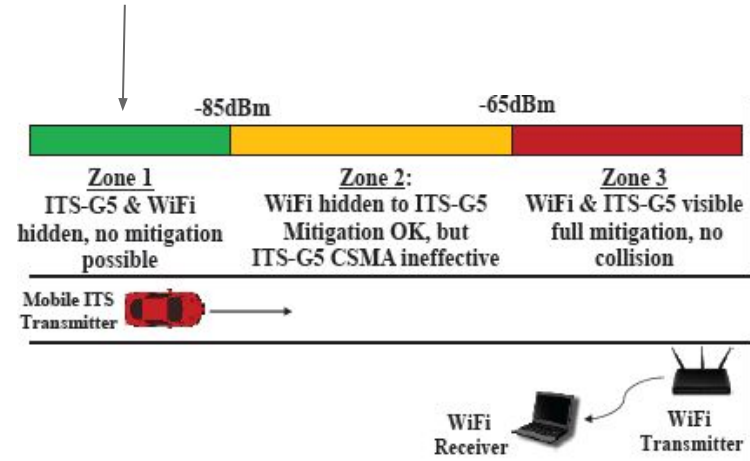 -85dBm
-65dBm
Zone 1
ITS-G5 & WiFi
hidden, no mitigation
possible
Zone 2:
WiFi hidden to ITS-G5
Mitigation OK, but
ITS-G5 CSMA ineffective
Zone 3
WiFi & ITS-G5 visible
full mitigation, no
collision
Mobile ITS
Transmitter
WiFi
Receiver
WiFi
Transmitter